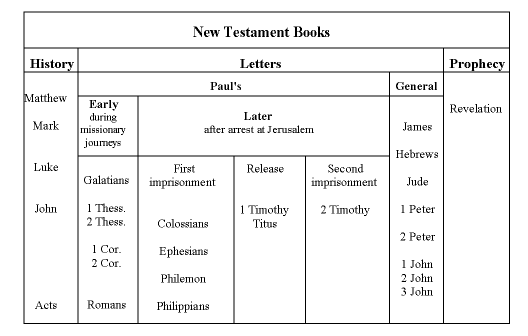 New Testament Books
History
Letters
Prophecy
Matthew
Mark
Luke
John
Acts
Paul's
Early
during
missionary
journeys
Galatians
1 Thess.
2 Thess.
1 Cor.
2 Cor.
Romans
Later
after arrest at Jerusalem
First
imprisonment
Colossians
Ephesians
Philemon
Philippians
Release
1 Timothy
Titus
Second
imprisonment
2 Timothy
General
James
Hebrews
Jude
1 Peter
2 Peter
1 John
2 John
3 John
Revelation